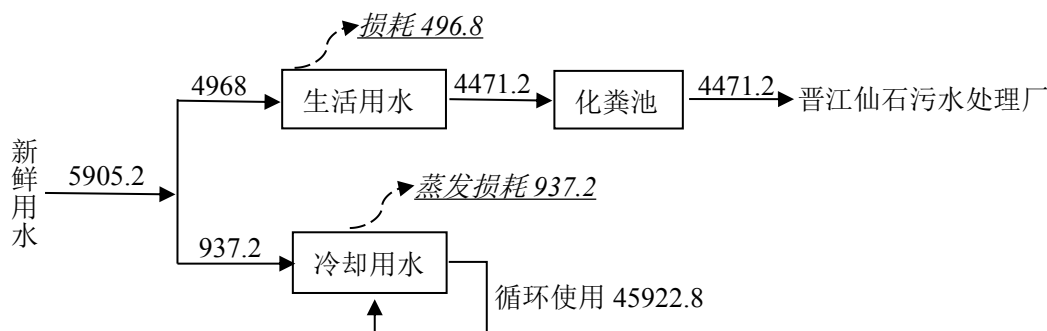 损耗 496.8
4968
生活用水
4471.2
化粪池
4471.2
晋江仙石污水处理厂
新鲜用水
5905.2
蒸发损耗 937.2
937.2
冷却用水
循环使用 45922.8